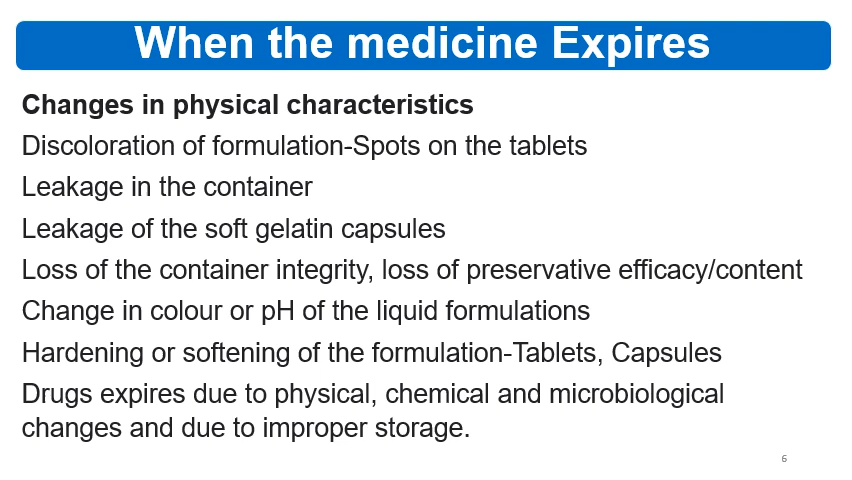 When the medicine Expires
Changes in physical characteristics
Discoloration of formulation-Spots on the tablets
Leakage in the container
Leakage of the soft gelatin capsules
Loss of the container integrity, loss of preservative efficacy/content
Change in colour or pH of the liquid formulations
Hardening or softening of the formulation-Tablets, Capsules
Drugs expires due to physical, chemical and microbiological
changes and due to improper storage.
6